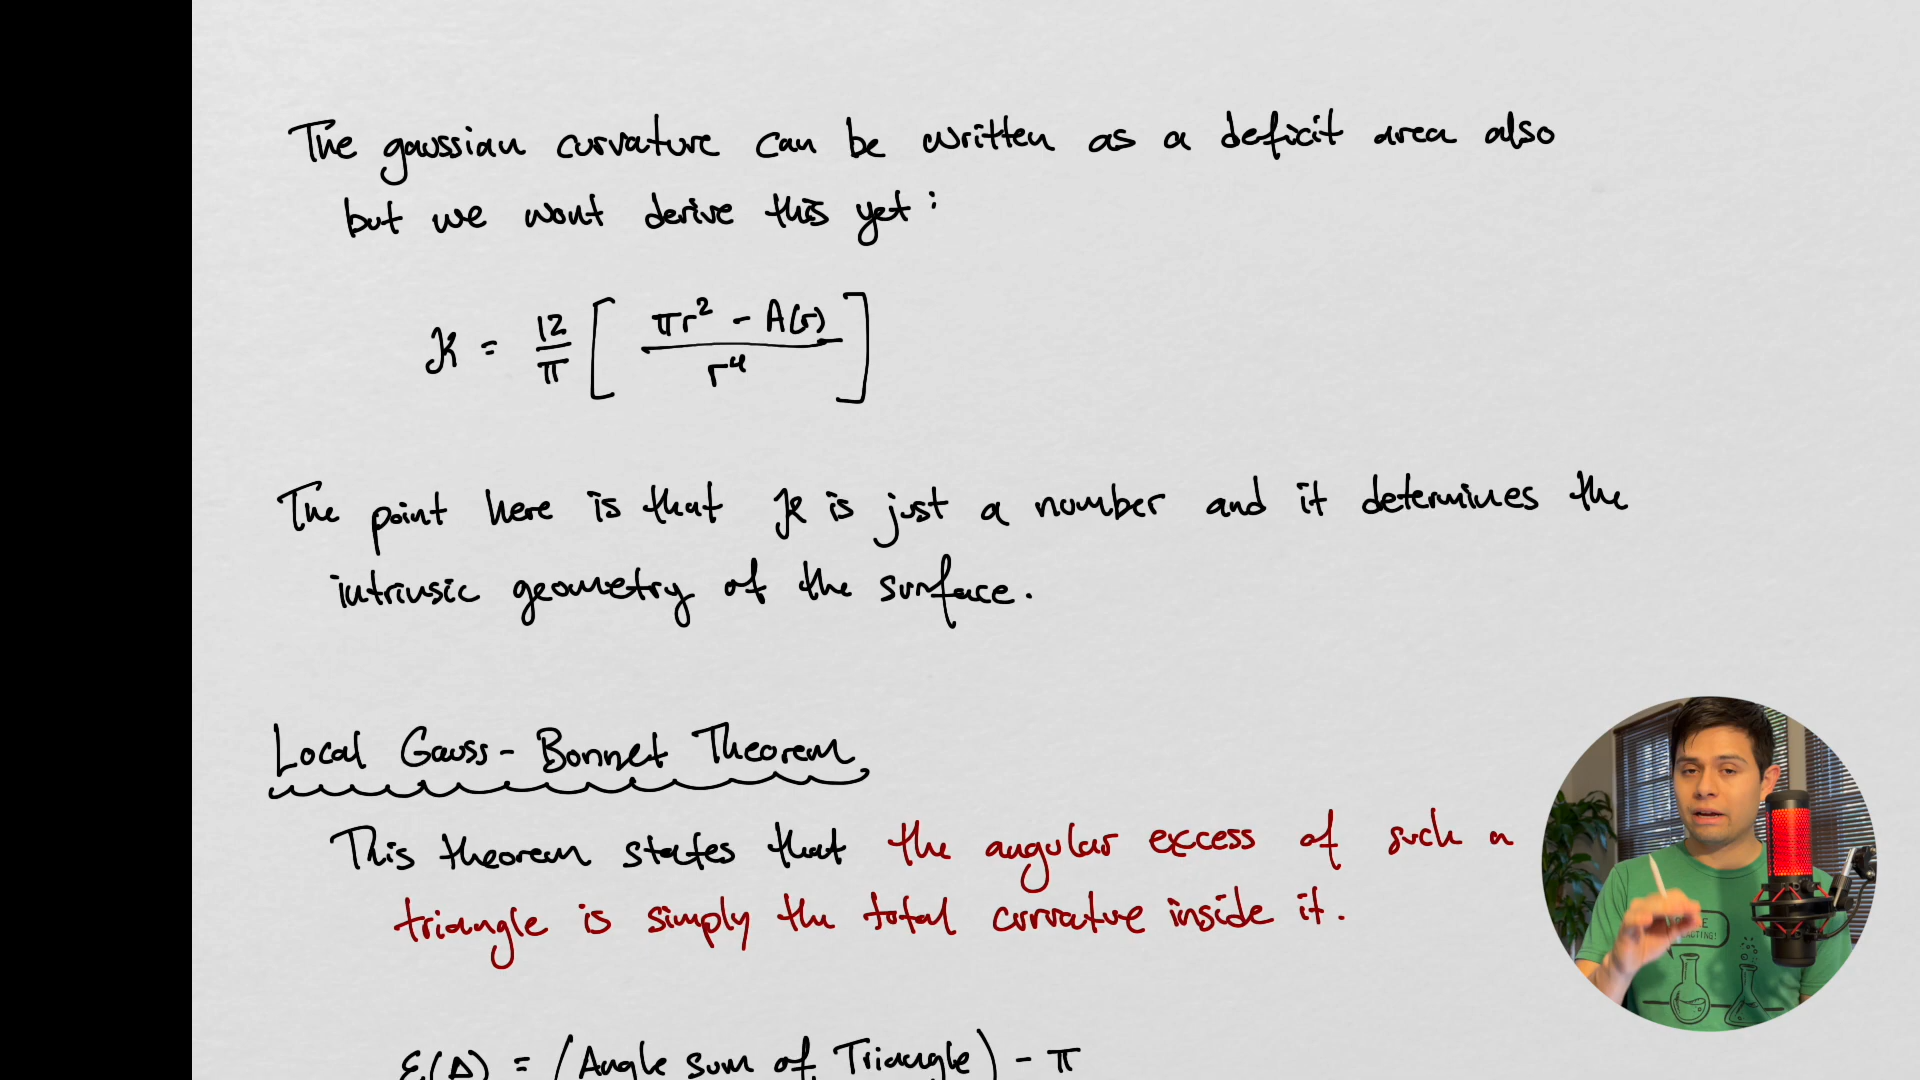 The gaussian curvature can be written as a deficit area also
but we wont derive this yet:
K = 12/π [ (πr² - A(r)) / r⁴ ]
The point here is that K is just a number and it determines the
intrinsic geometry of the surface.
Local Gauss-Bonnet Theorem
This theorem states that the angular excess of such a
triangle is simply the total curvature inside it.
ε(Δ) = (Angle sum of Triangle) - π